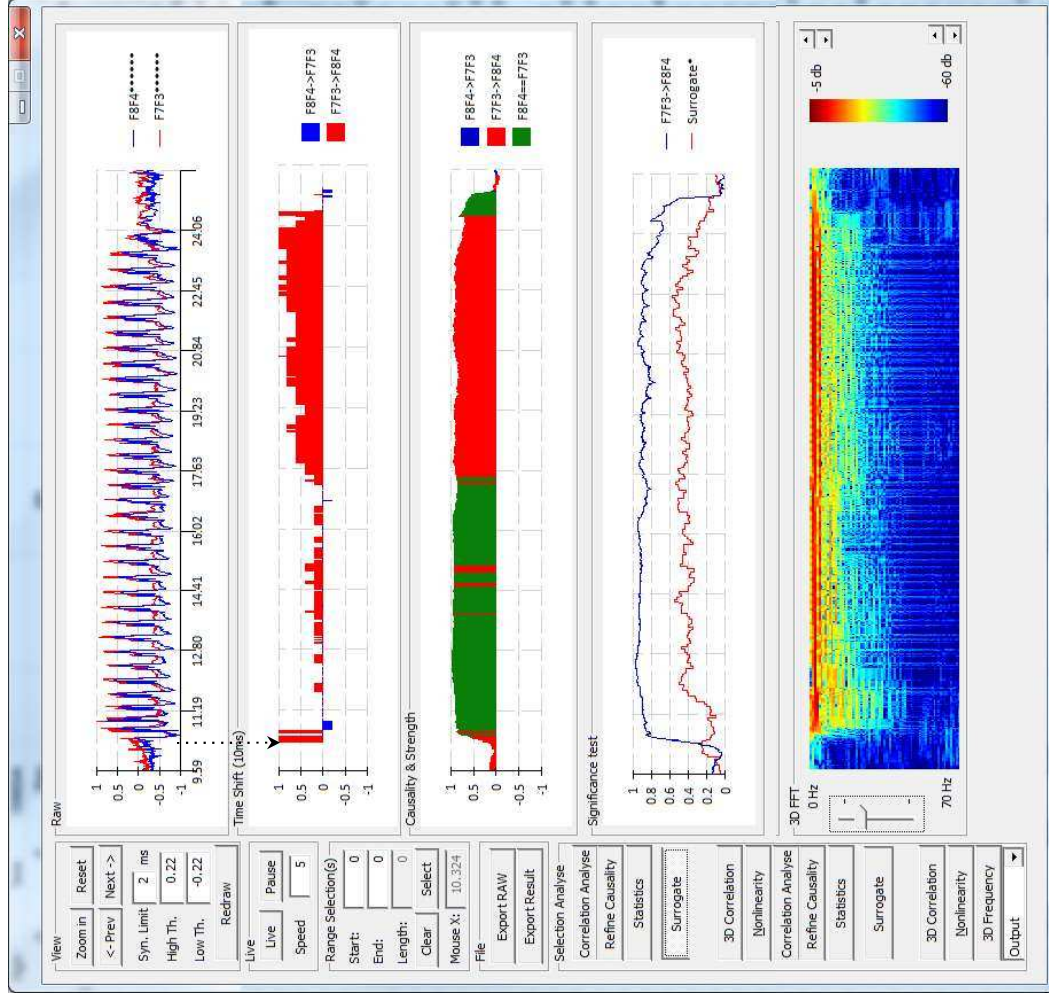 View
Zoom in Reset
<- Prev Next ->
Syn. Limit 2 ms
High Th. 0.22
Low Th. -0.22
Redraw
Live
Live Pause
Speed 5
Range Selection(s)
Start: 0
End: 0
Length: 0
Clear Select
Mouse X: 10.324
File
Export RAW
Export Result
Selection Analyse
Correlation Analyse
Refine Causality
Statistics
Surrogate
3D Correlation
Nonlinearity
Correlation Analyse
Refine Causality
Statistics
Surrogate
3D Correlation
Nonlinearity
3D Frequency
Output
Raw
1
0.5
0
-0.5
-1
9.59 11.19 12.80 14.41 16.02 17.63 19.23 20.84 22.45 24.06
F8F4
F7F3
Time Shift (10ms)
1
0.5
0
-0.5
-1
F8F4->F7F3
F7F3->F8F4
Causality & Strength
1
0.5
0
-0.5
-1
F8F4->F7F3
F7F3->F8F4
F8F4==F7F3
Significance test
1
0.8
0.6
0.4
0.2
0
F7F3->F8F4
Surrogate*
3D FFT
0 Hz
70 Hz
-5 db
-60 db